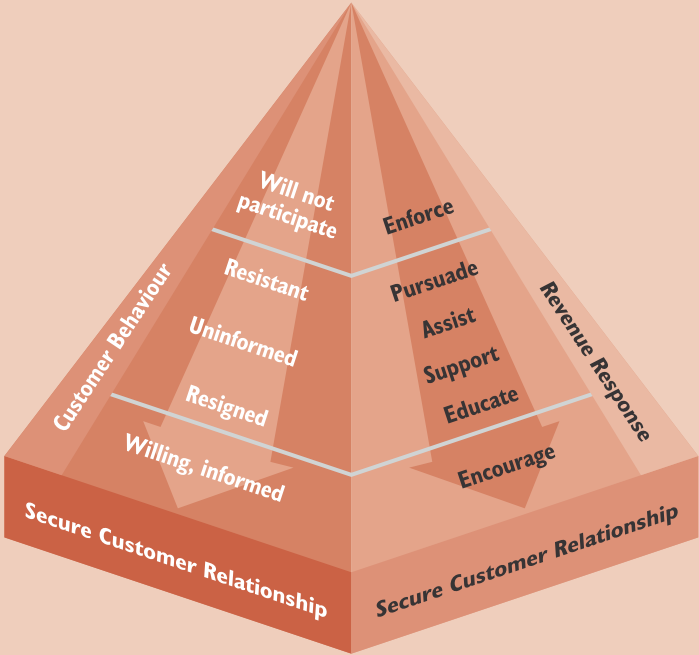 Will not
participate
Resistant
Uninformed
Resigned
Willing, informed
Customer Behaviour
Secure Customer Relationship
Enforce
Pursuade
Assist
Support
Educate
Encourage
Revenue Response
Secure Customer Relationship